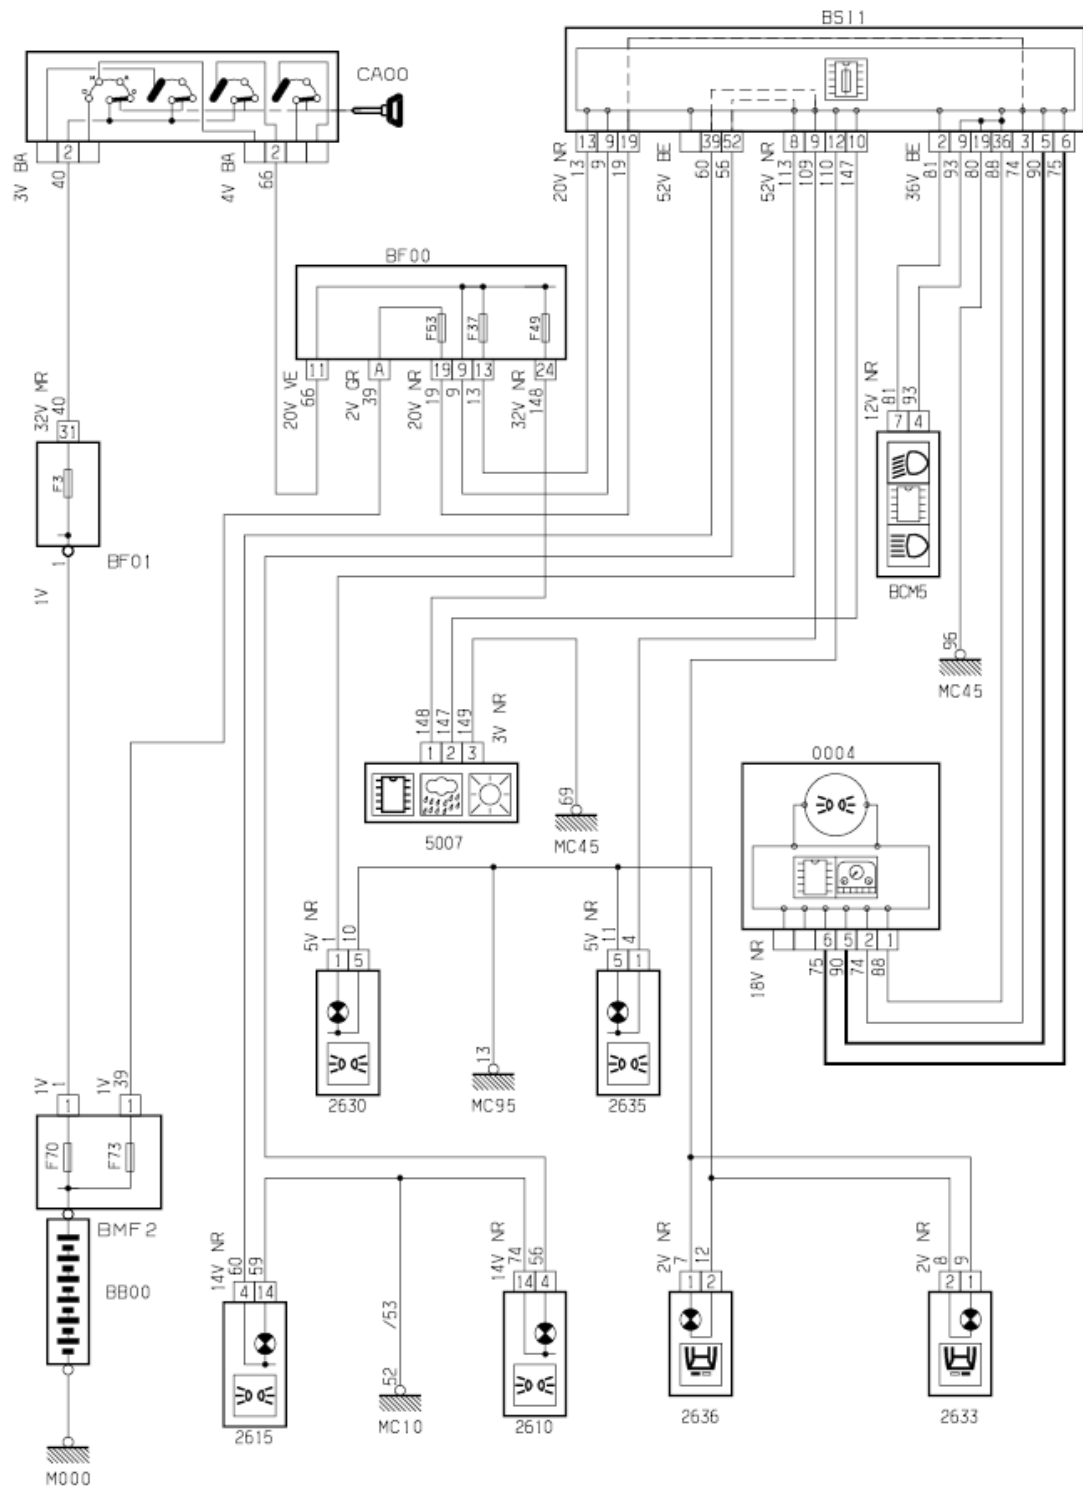 BSI1
CA00
3V BA
2
40
4V BA
2
66
20V NR
13 9 19
13
9
19
52V BE
39 52
60
56
52V NR
8 9 12 10
113
109
110
147
36V BE
2 9 19 36 3 5 6
81
93
80
88
74
90
75
BF00
F53
F37
F49
11
A
19 9 13
24
20V VE
66
2V GR
39
20V NR
19
9
13
32V NR
148
32V MR
40
31
F3
BF01
1
1V
12V NR
81
93
7 4
BCM5
96
MC45
148
147
149
3V NR
1 2 3
5007
69
MC45
0004
6 5 2 1
18V NR
75
90
74
88
5V NR
1
10
1 5
2630
13
MC95
5V NR
11
4
5 1
2635
1V
1
1V
39
1
1
F70
F73
BMF2
BB00
M000
14V NR
60
59
4 14
2615
/53
52
MC10
14V NR
74
56
14 4
2610
2V NR
7
12
1 2
2636
2V NR
8
9
2 1
2633